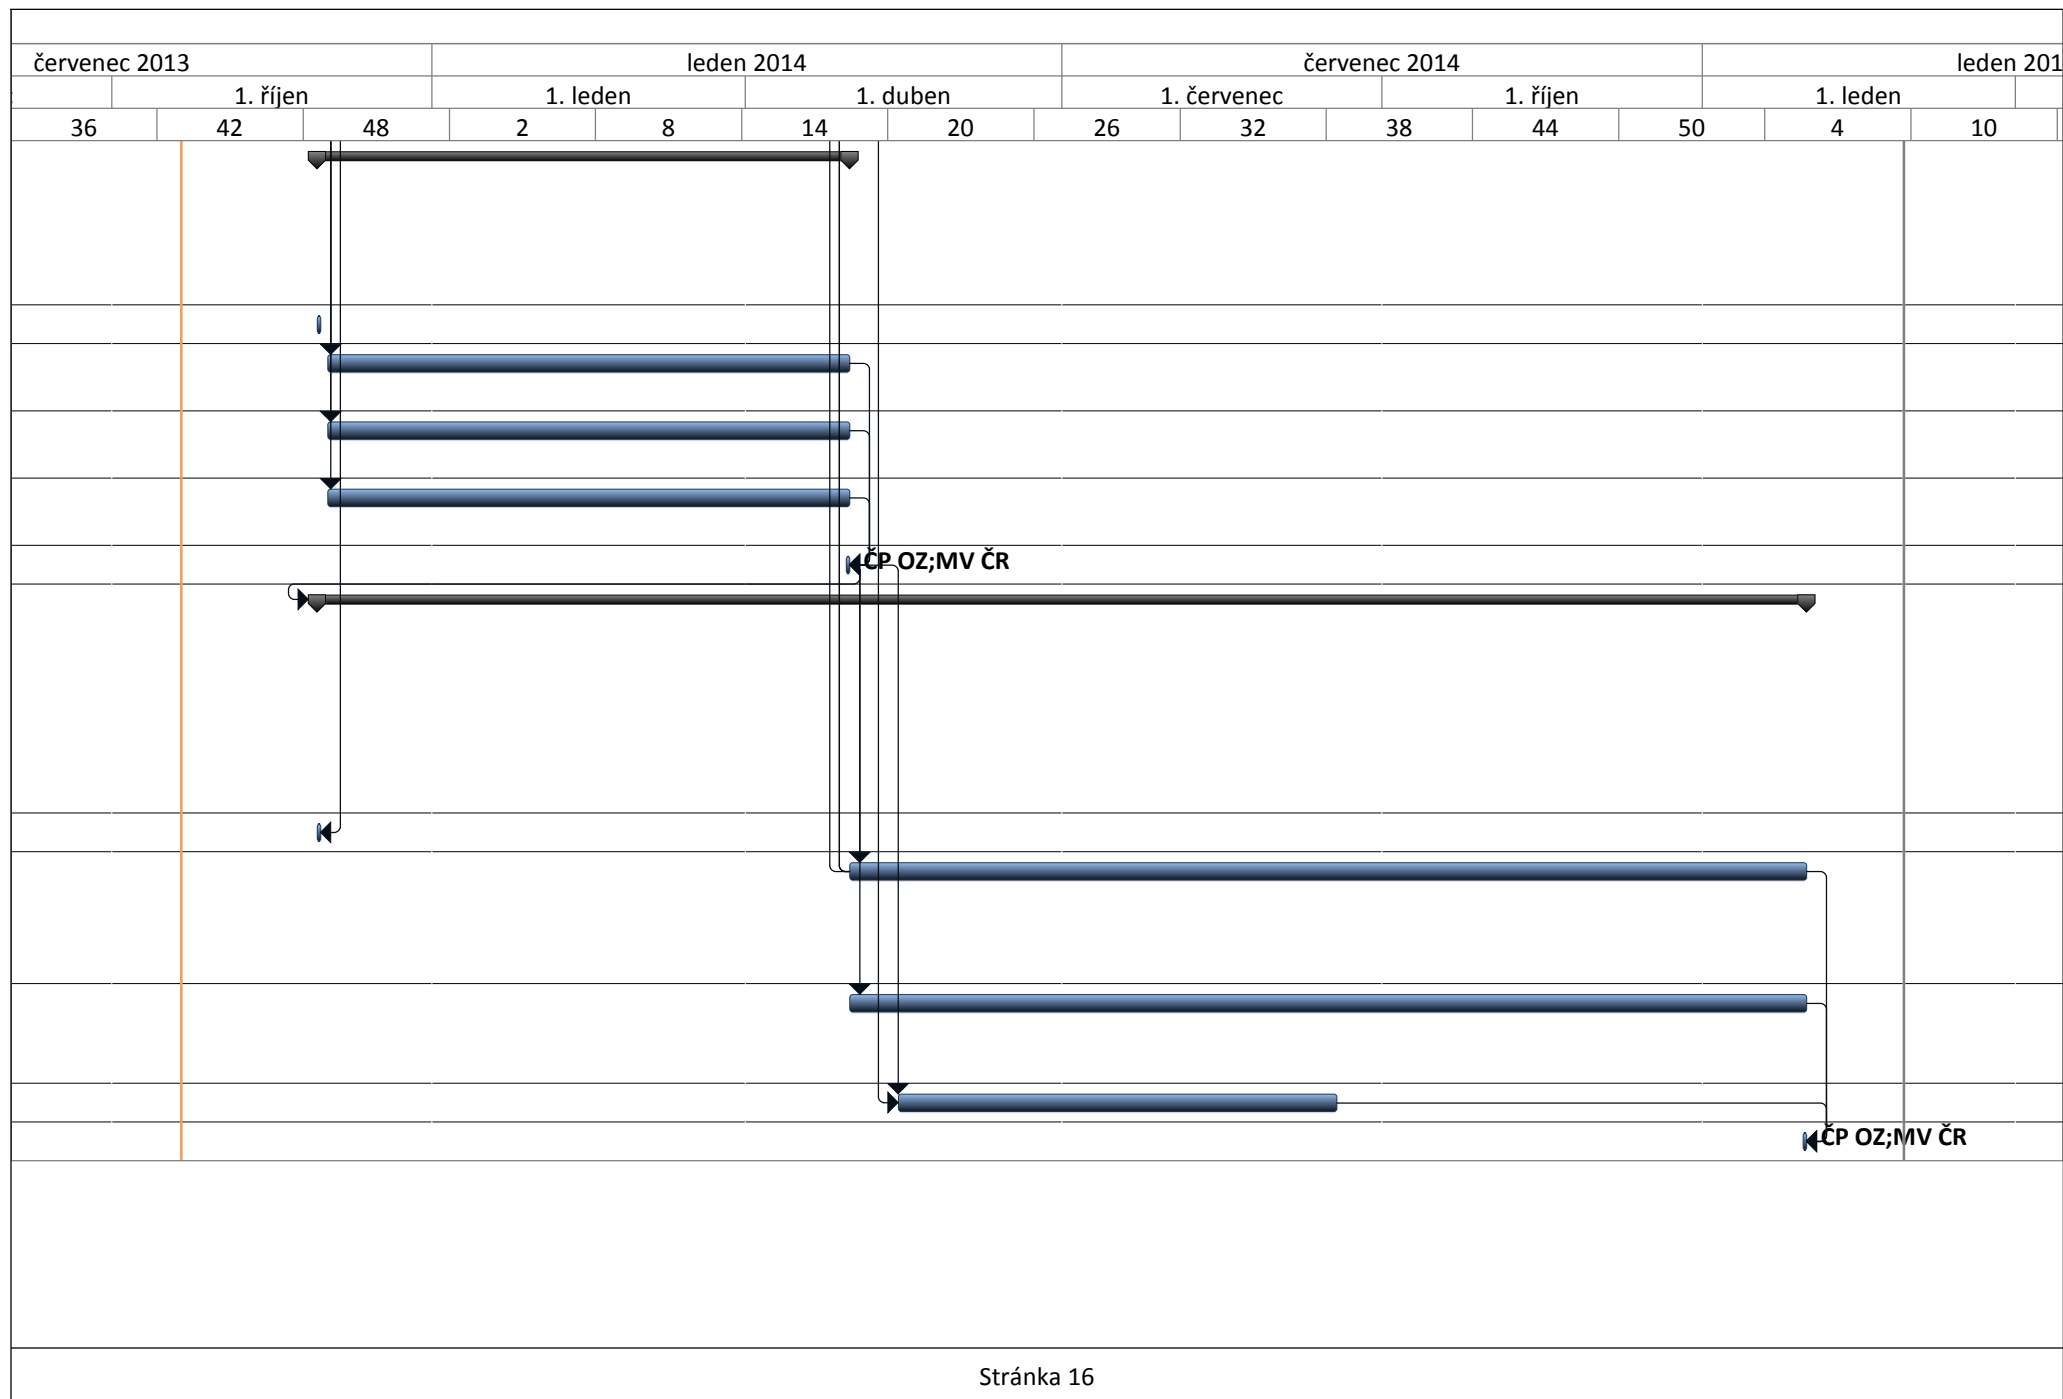 červenec 2013 leden 2014 červenec 2014 leden 201
1. říjen 1. leden 1. duben 1. červenec 1. říjen 1. leden
36 42 48 2 8 14 20 26 32 38 44 50 4 10
ČP OZ;MV ČR
ČP OZ;MV ČR
Stránka 16